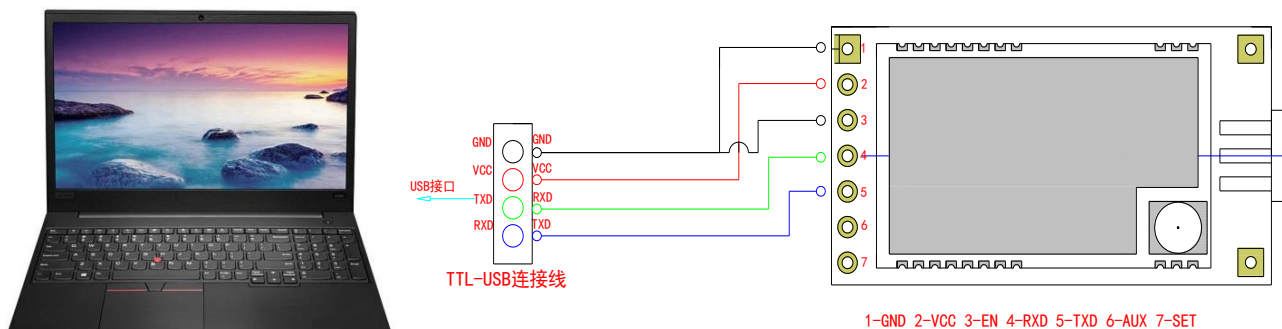 GND GND
VCC VCC
USB接口
TXD RXD
RXD TXD
TTL-USB连接线
1
2
3
4
5
6
7
1-GND 2-VCC 3-EN 4-RXD 5-TXD 6-AUX 7-SET